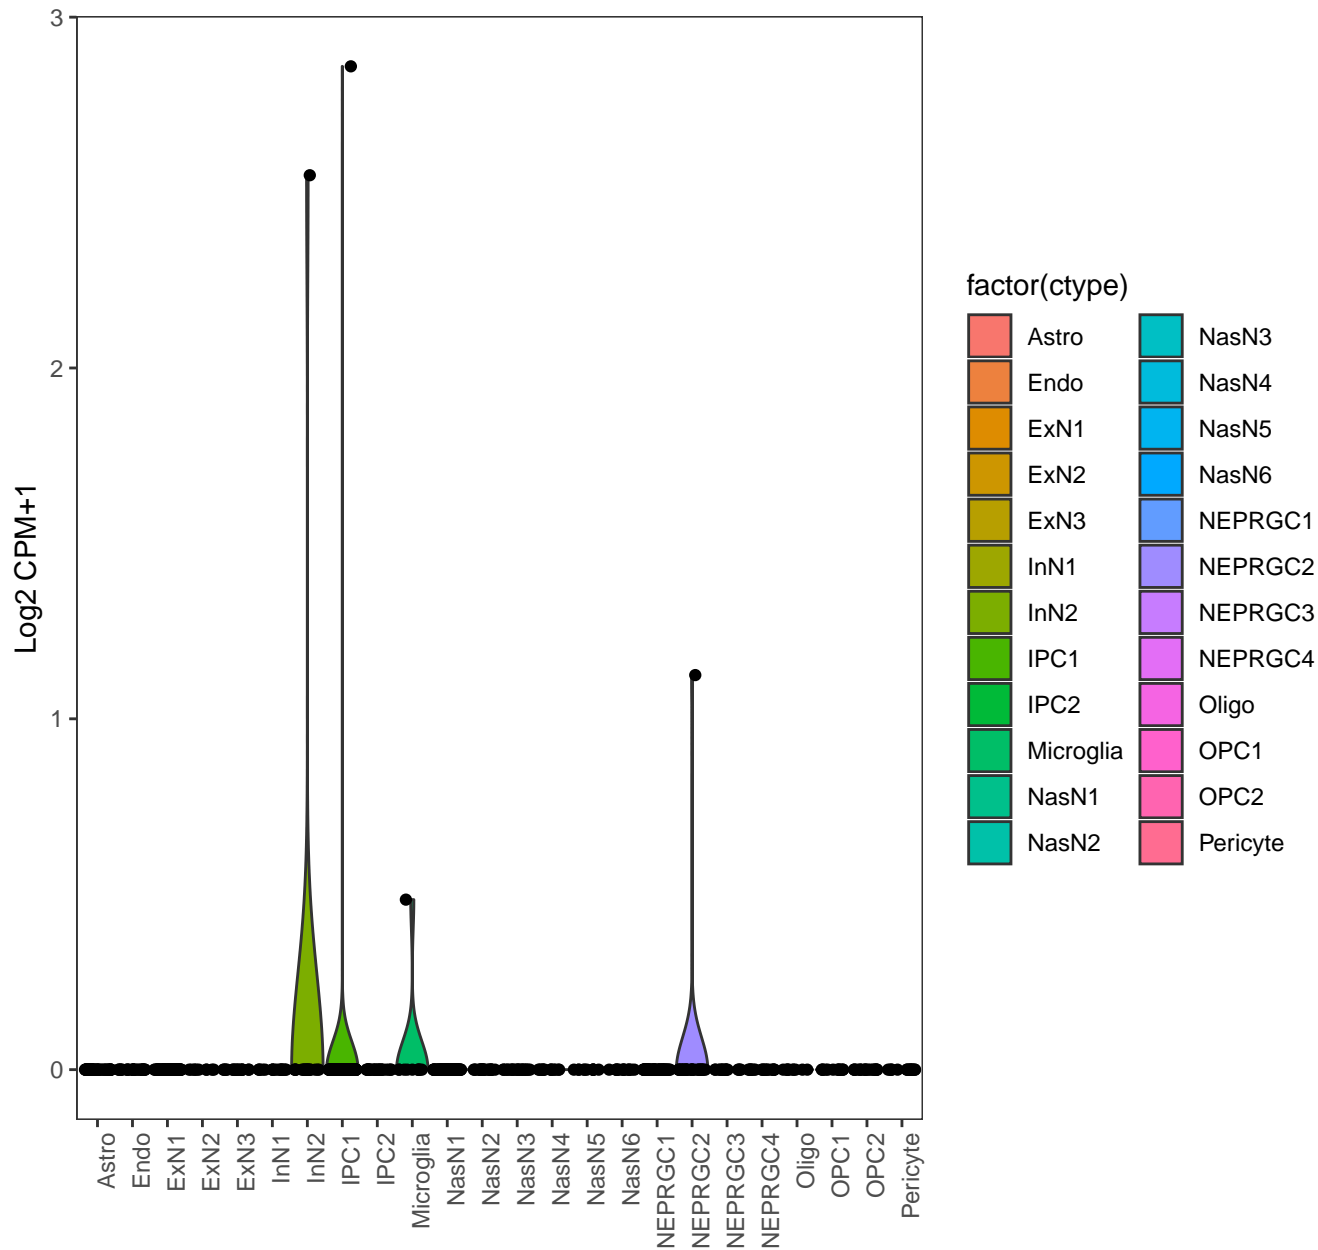 3
2
1
0
Log2 CPM+1
Astro
Endo
ExN1
ExN2
ExN3
InN1
InN2
IPC1
IPC2
Microglia
NasN1
NasN2
NasN3
NasN4
NasN5
NasN6
NEPRGC1
NEPRGC2
NEPRGC3
NEPRGC4
Oligo
OPC1
OPC2
Pericyte
factor(ctype)
Astro
Endo
ExN1
ExN2
ExN3
InN1
InN2
IPC1
IPC2
Microglia
NasN1
NasN2
NasN3
NasN4
NasN5
NasN6
NEPRGC1
NEPRGC2
NEPRGC3
NEPRGC4
Oligo
OPC1
OPC2
Pericyte